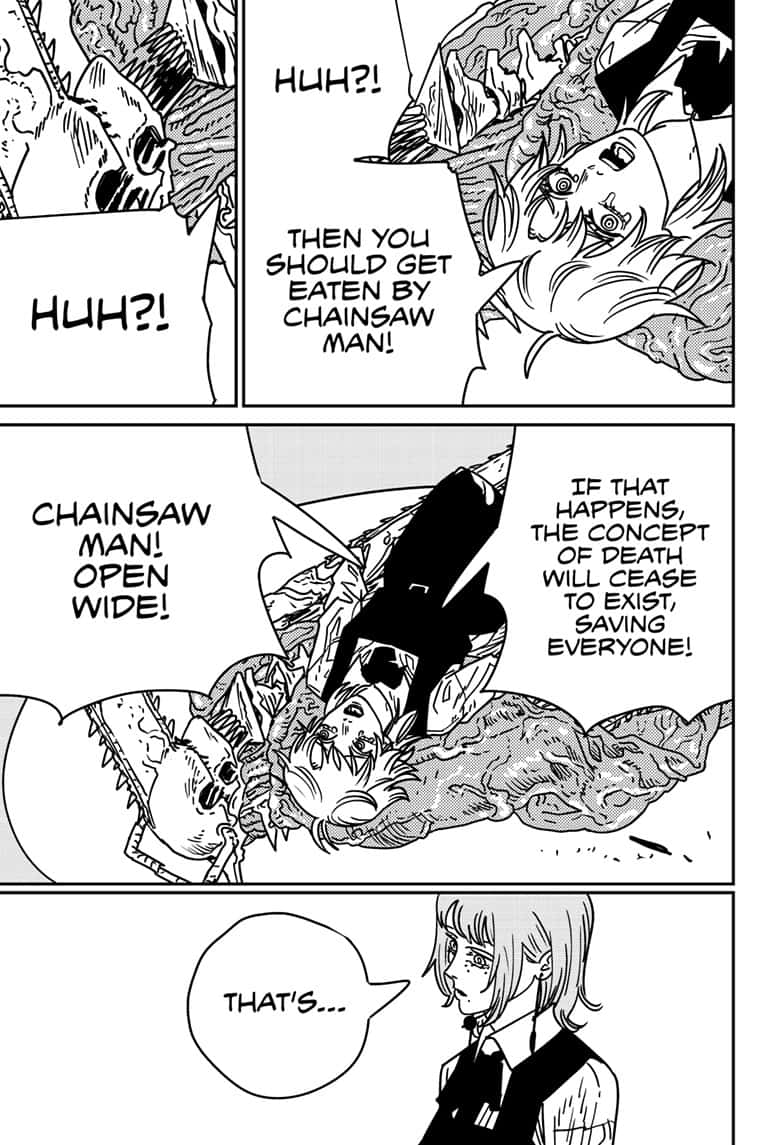 HUH?!
THEN YOU
SHOULD GET
EATEN BY
CHAINSAW
MAN!
HUH?!
IF THAT
HAPPENS,
THE CONCEPT
OF DEATH
WILL CEASE
TO EXIST,
SAVING
EVERYONE!
CHAINSAW
MAN!
OPEN
WIDE!
THAT'S...